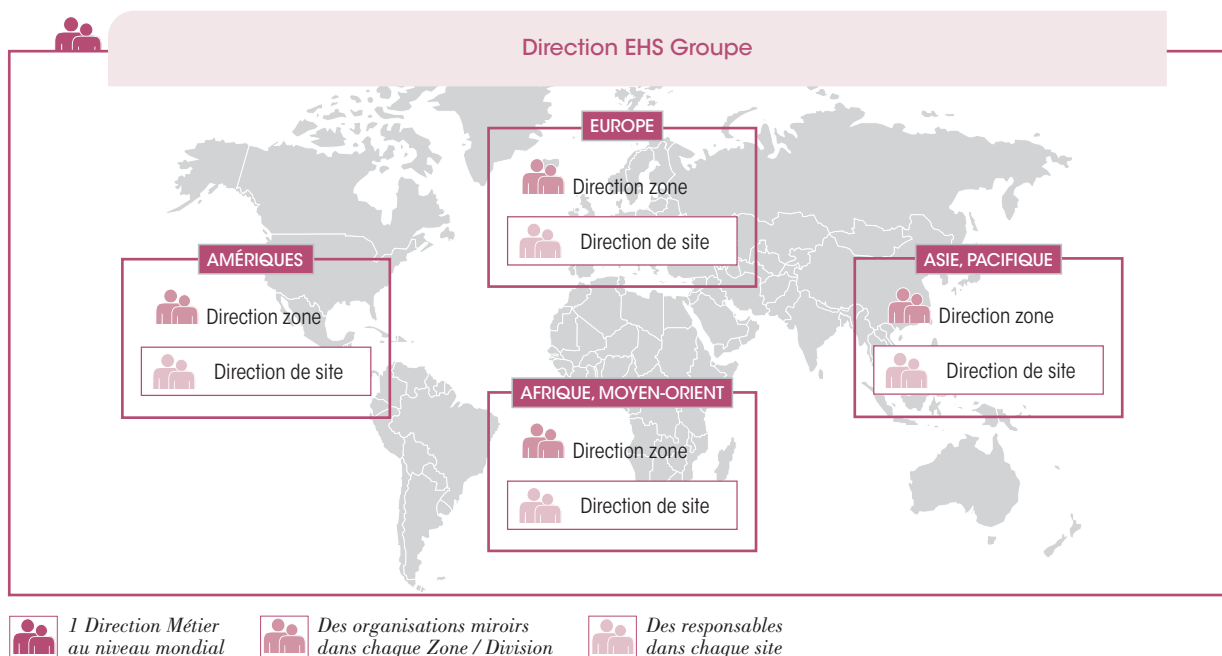 Direction EHS Groupe
EUROPE
Direction zone
Direction de site
AMÉRIQUES
Direction zone
Direction de site
ASIE, PACIFIQUE
Direction zone
Direction de site
AFRIQUE, MOYEN-ORIENT
Direction zone
Direction de site
1 Direction Métier
au niveau mondial
Des organisations miroirs
dans chaque Zone / Division
Des responsables
dans chaque site